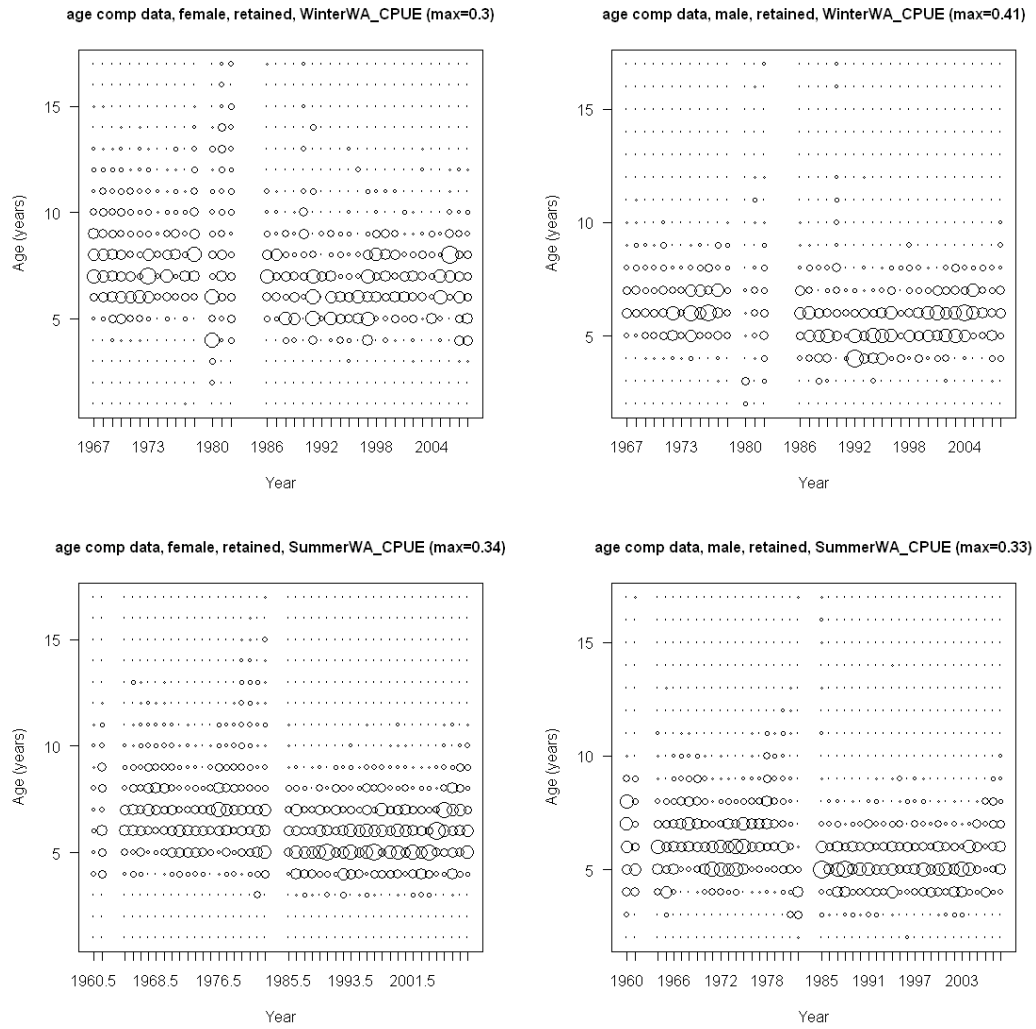 age comp data, female, retained, WinterWA_CPUE (max=0.3)
Age (years)
15
10
5
1967 1973 1980 1986 1992 1998 2004
Year
age comp data, male, retained, WinterWA_CPUE (max=0.41)
Age (years)
15
10
5
1967 1974 1980 1986 1992 1998 2004
Year
age comp data, female, retained, SummerWA_CPUE (max=0.34)
Age (years)
15
10
5
1960.5 1968.5 1976.5 1985.5 1993.5 2001.5
Year
age comp data, male, retained, SummerWA_CPUE (max=0.33)
Age (years)
15
10
5
1960 1966 1972 1978 1985 1991 1997 2003
Year